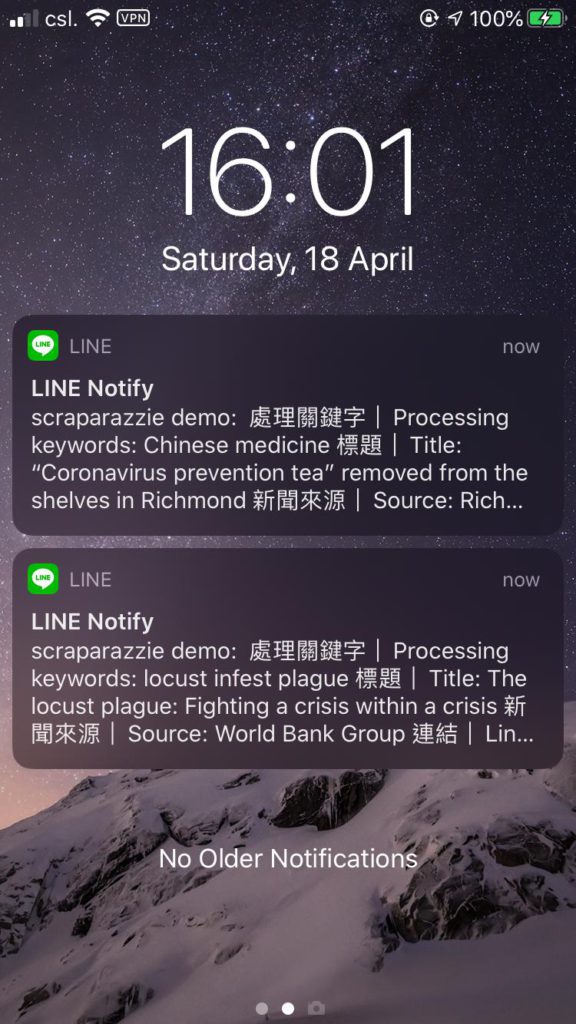 csl. VPN 100%
16:01
Saturday, 18 April
LINE LINE now
LINE Notify
scraparazzie demo: 處理關鍵字｜Processing
keywords: Chinese medicine 標題｜Title:
“Coronavirus prevention tea” removed from the
shelves in Richmond 新聞來源｜Source: Rich...
LINE LINE now
LINE Notify
scraparazzie demo: 處理關鍵字｜Processing
keywords: locust infest plague 標題｜Title: The
locust plague: Fighting a crisis within a crisis 新
聞來源｜Source: World Bank Group 連結｜Lin...
No Older Notifications